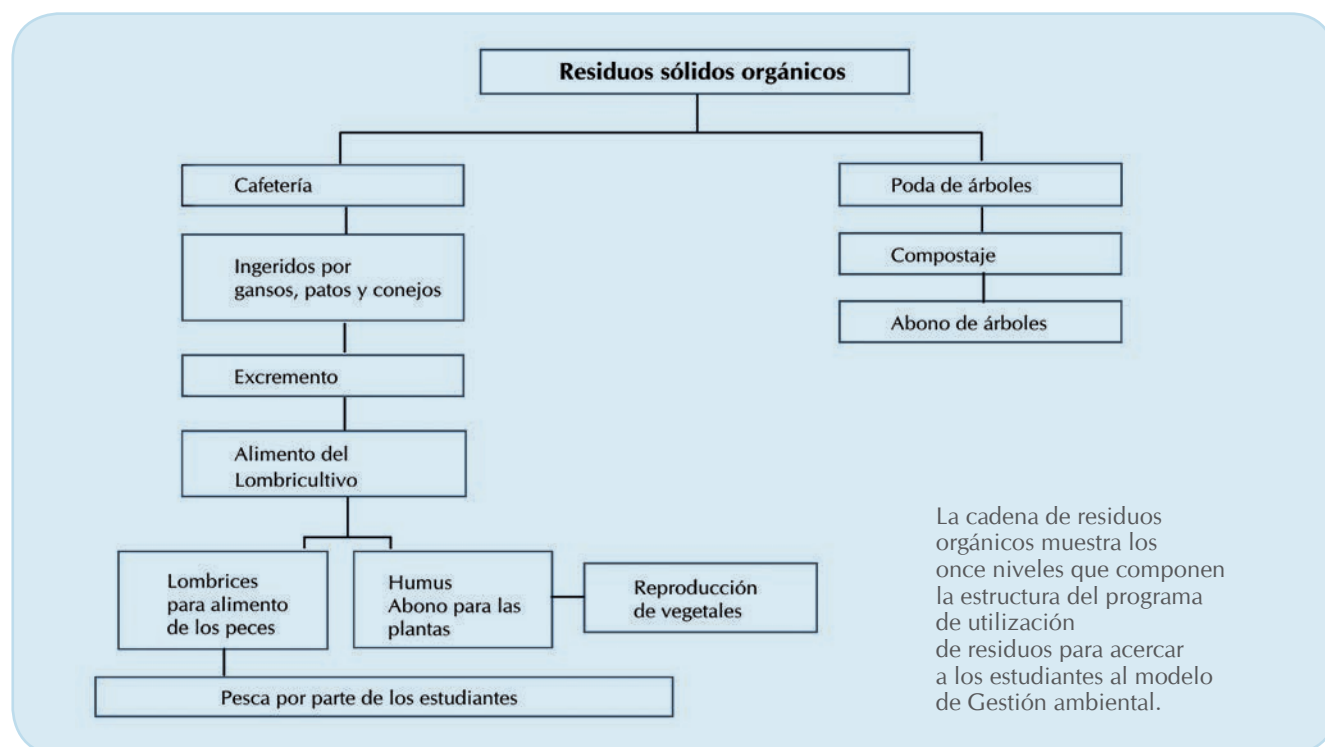 Residuos sólidos orgánicos
Cafetería
Poda de árboles
Ingeridos por
gansos, patos y conejos
Compostaje
Abono de árboles
Excremento
Alimento del
Lombricultivo
Lombrices
para alimento
de los peces
Humus
Abono para las
plantas
Reproducción
de vegetales
Pesca por parte de los estudiantes
La cadena de residuos
orgánicos muestra los
once niveles que componen
la estructura del programa
de utilización
de residuos para acercar
a los estudiantes al modelo
de Gestión ambiental.